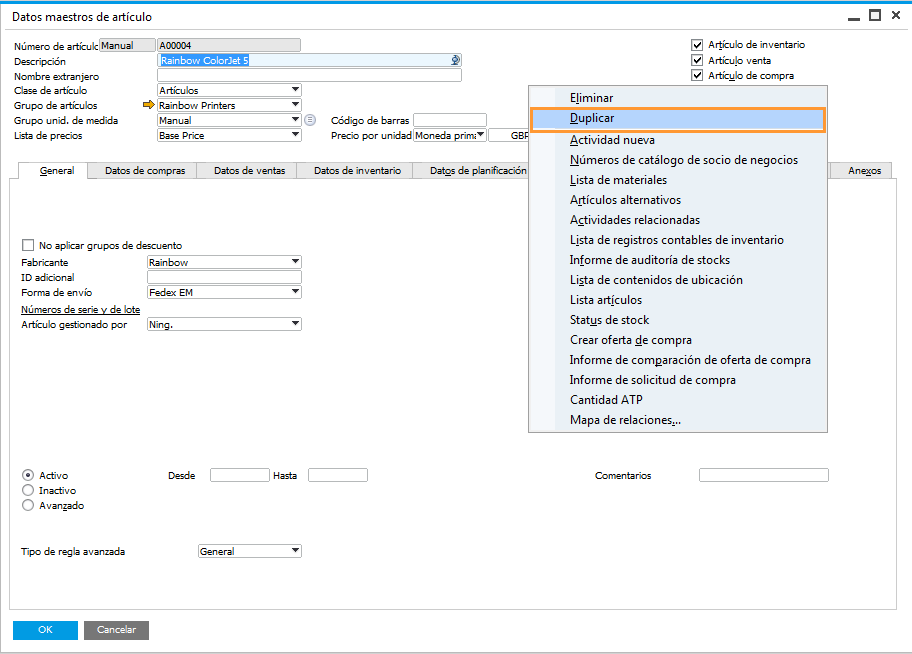 Datos maestros de artículo
Número de artículo Manual A00004
Descripción Rainbow ColorJet 5
Nombre extranjero
Clase de artículo Artículos
Grupo de artículos Rainbow Printers
Grupo unid. de medida Manual Código de barras
Lista de precios Base Price Precio por unidad Moneda prima GBP
Artículo de inventario
Artículo venta
Artículo de compra
General Datos de compras Datos de ventas Datos de inventario Datos de planificación Anexos
Eliminar
Duplicar
Actividad nueva
Números de catálogo de socio de negocios
Lista de materiales
Artículos alternativos
Actividades relacionadas
Lista de registros contables de inventario
Informe de auditoría de stocks
Lista de contenidos de ubicación
Lista artículos
Status de stock
Crear oferta de compra
Informe de comparación de oferta de compra
Informe de solicitud de compra
Cantidad ATP
Mapa de relaciones...
No aplicar grupos de descuento
Fabricante Rainbow
ID adicional
Forma de envío Fedex EM
Números de serie y de lote
Artículo gestionado por Ning.
Activo Desde Hasta Comentarios
Inactivo
Avanzado
Tipo de regla avanzada General
OK Cancelar